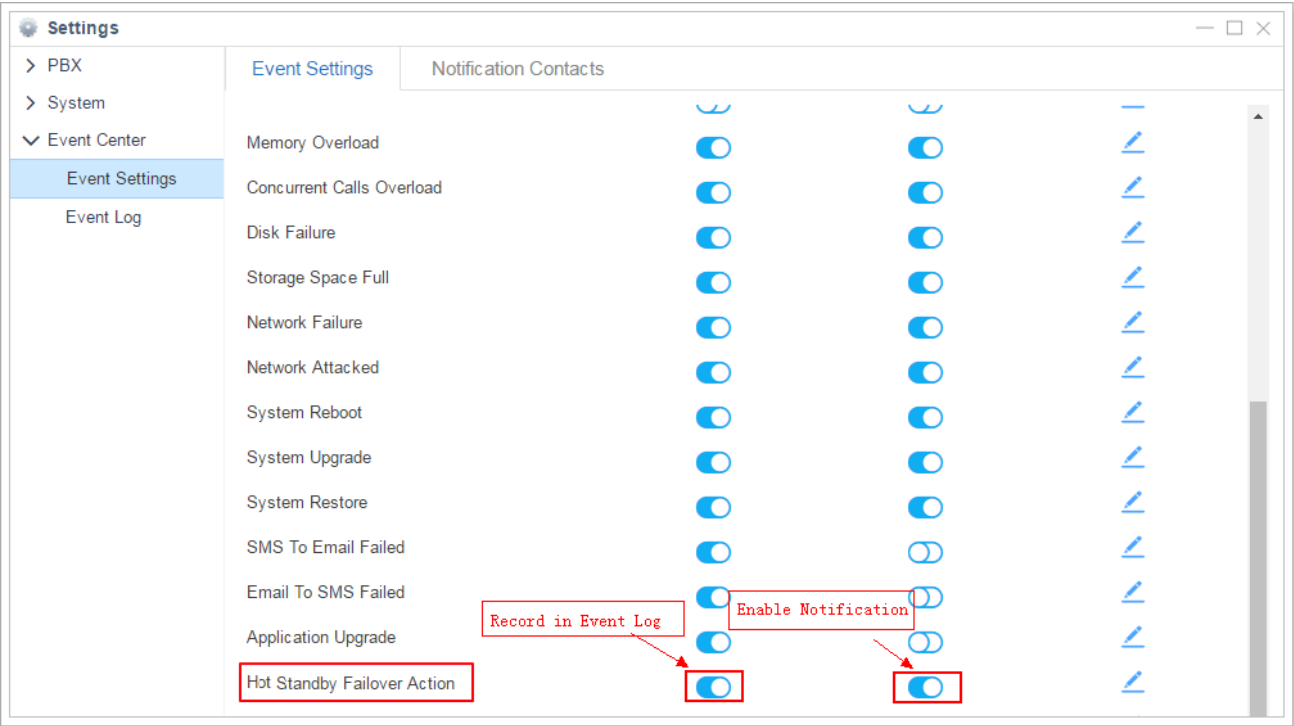 Settings
PBX
System
Event Center
Event Settings
Event Log
Event Settings Notification Contacts
Memory Overload
Concurrent Calls Overload
Disk Failure
Storage Space Full
Network Failure
Network Attacked
System Reboot
System Upgrade
System Restore
SMS To Email Failed
Email To SMS Failed
Application Upgrade
Hot Standby Failover Action
Record in Event Log
Enable Notification